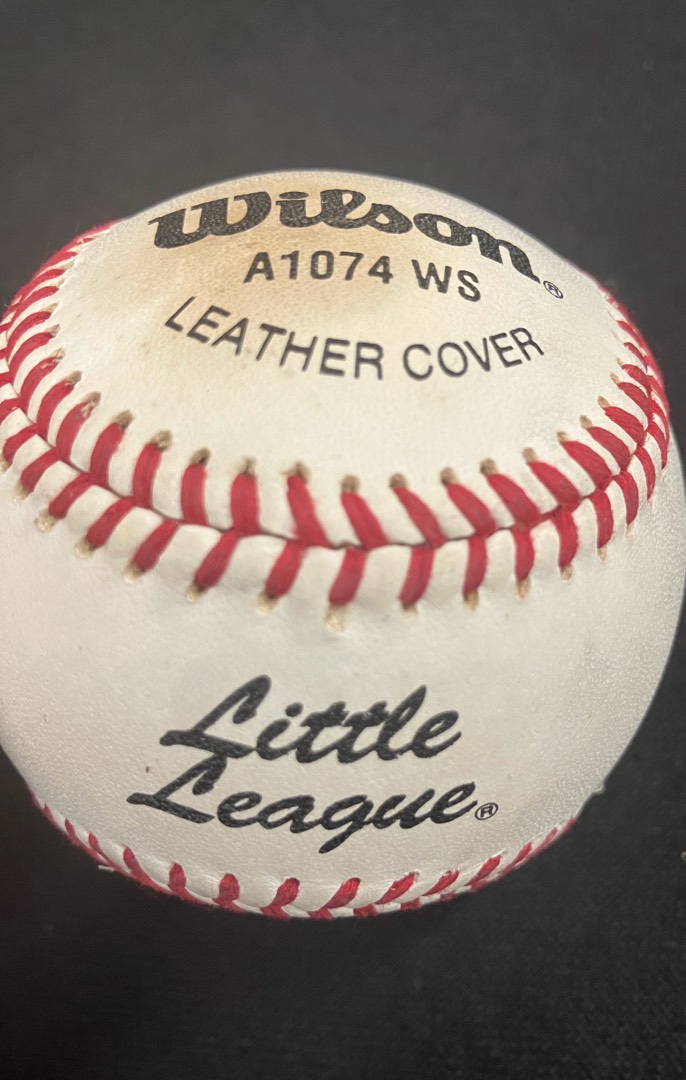 Wilson®
A1074 WS
LEATHER COVER
Little
League®